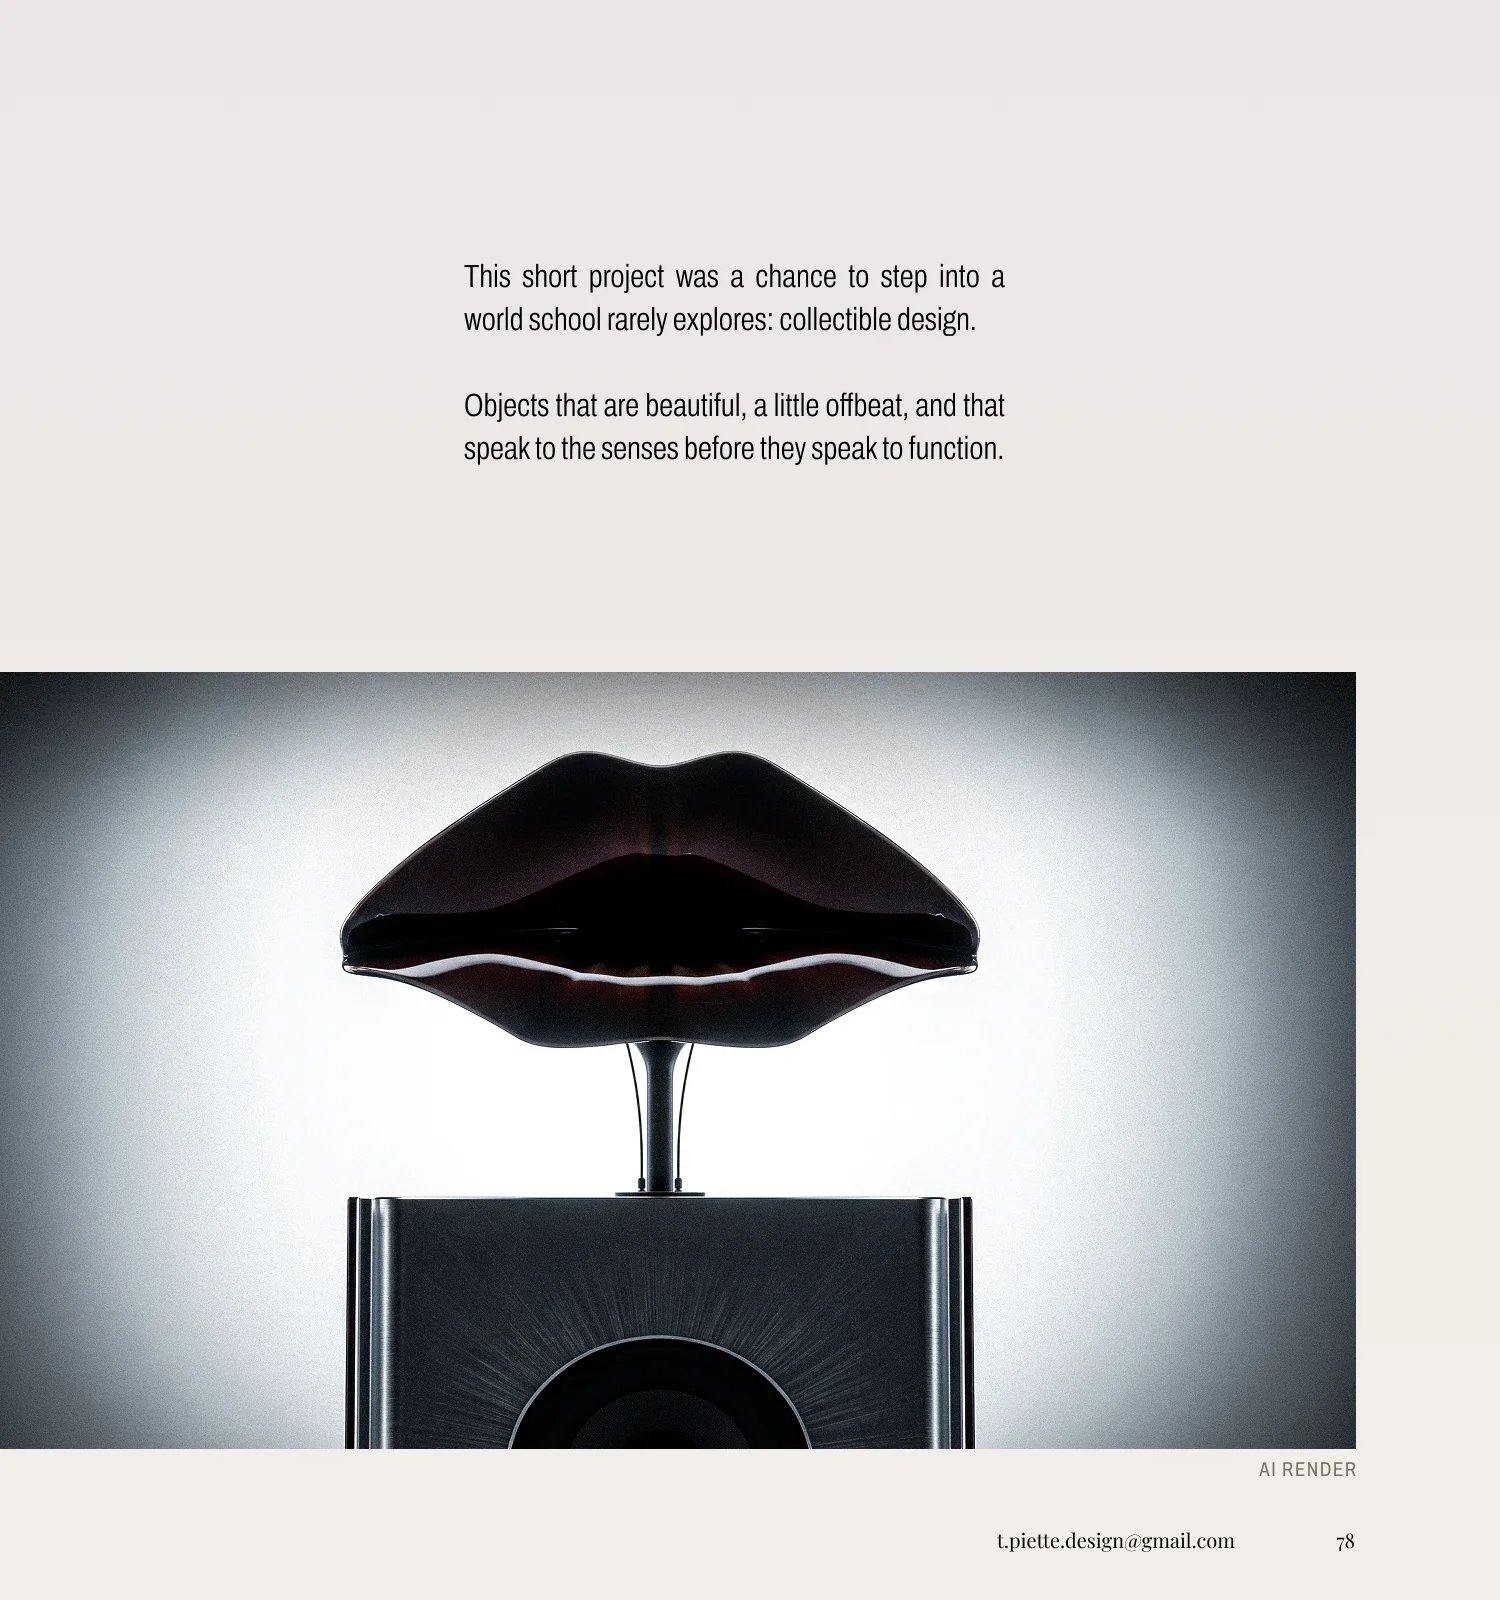 This short project was a chance to step into a
world school rarely explores: collectible design.
Objects that are beautiful, a little offbeat, and that
speak to the senses before they speak to function.
AI RENDER
t.piette.design@gmail.com
78